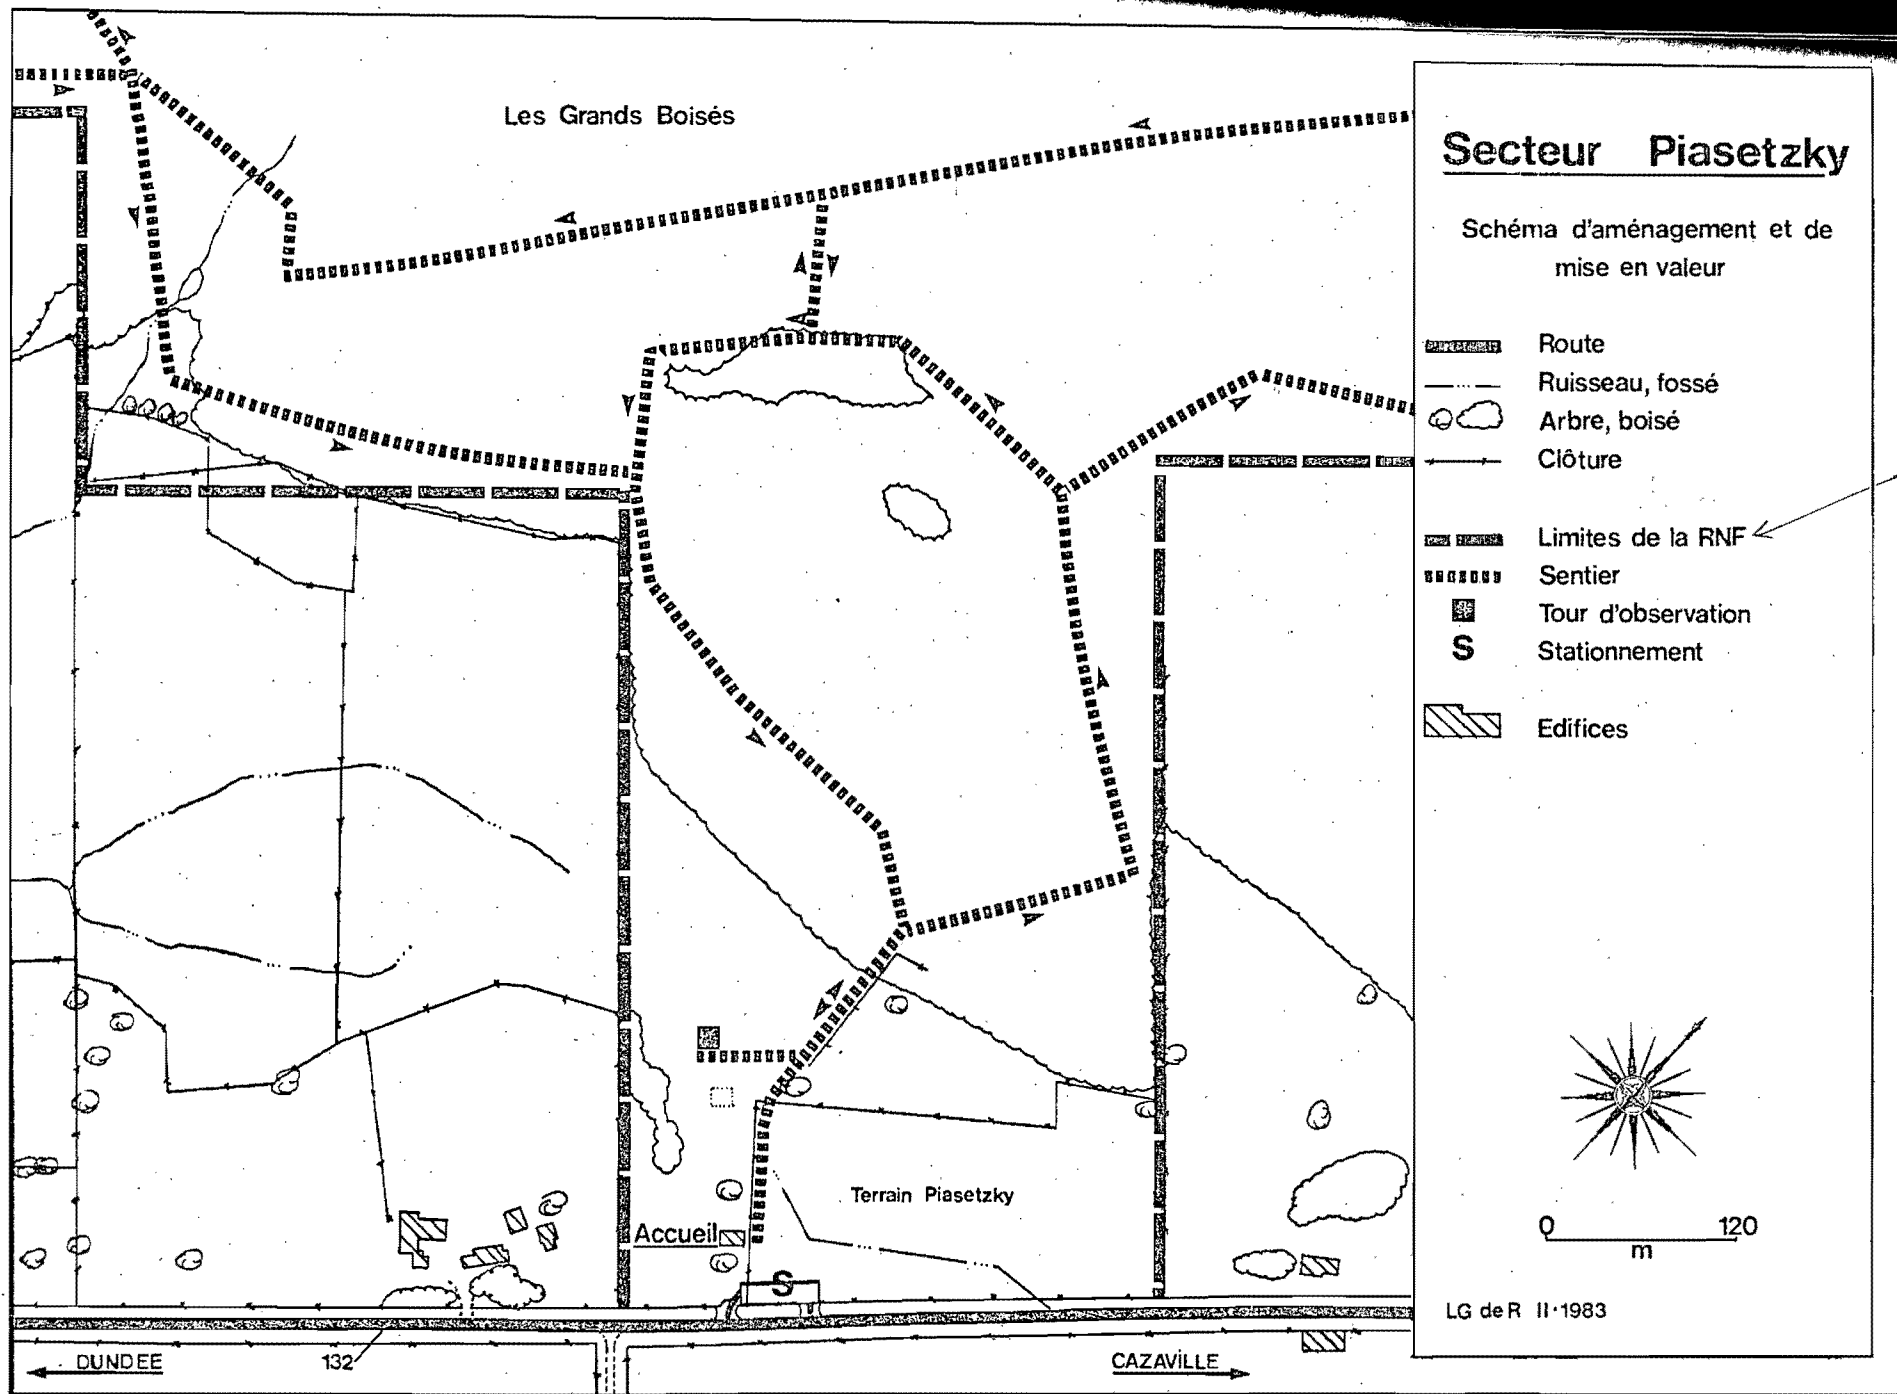 Les Grands Boisés
Secteur Piasetzky
Schéma d'aménagement et de
mise en valeur
Route
Ruisseau, fossé
Arbre, boisé
Clôture
Limites de la RNF
Sentier
Tour d'observation
S Stationnement
Edifices
Terrain Piasetzky
Accueil
S
0 120
m
LG de R II·1983
DUNDEE
132
CAZAVILLE